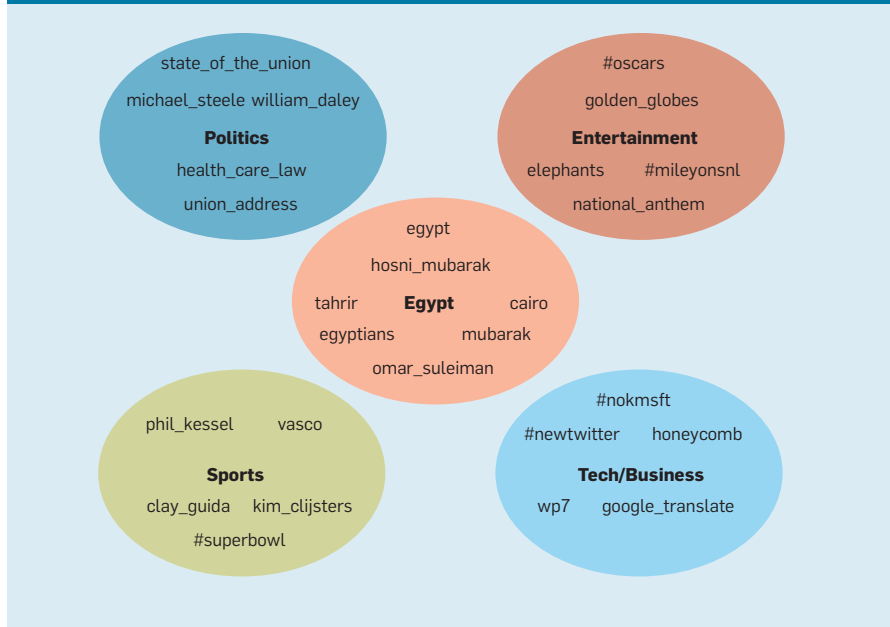 state_of_the_union
michael_steele william_daley
Politics
health_care_law
union_address
#oscars
golden_globes
Entertainment
elephants #mileyonsnl
national_anthem
egypt
hosni_mubarak
tahrir Egypt cairo
egyptians mubarak
omar_suleiman
phil_kessel vasco
Sports
clay_guida kim_clijsters
#superbowl
#nokmsft
#newtwitter honeycomb
Tech/Business
wp7 google_translate